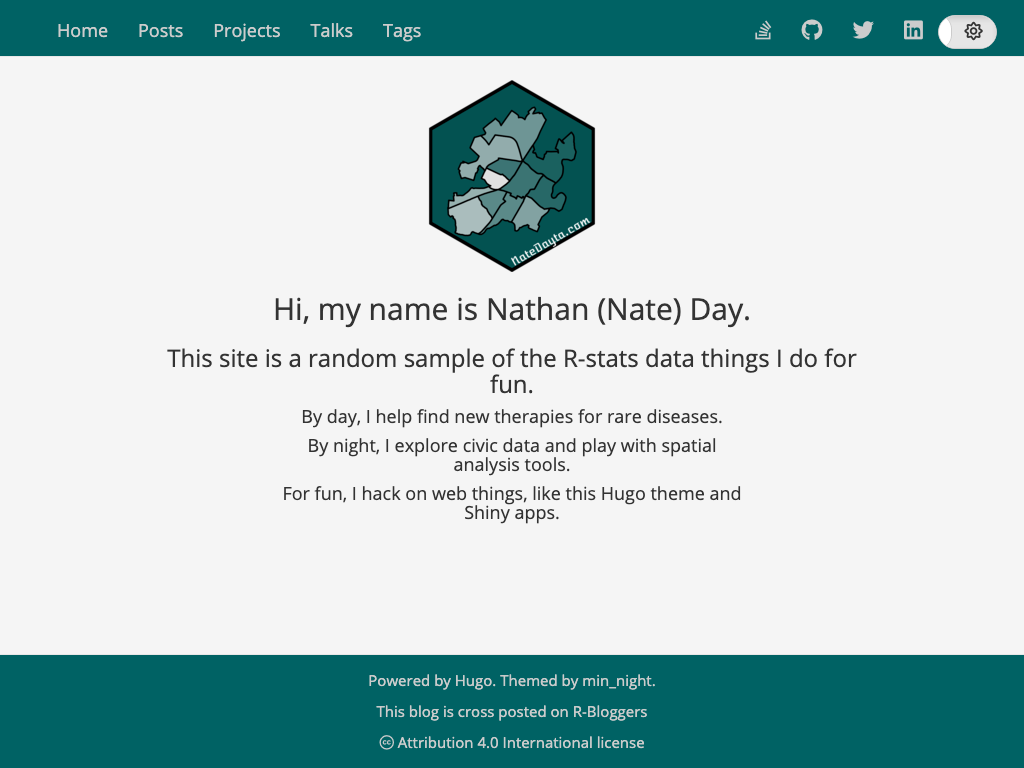 Home Posts Projects Talks Tags
NateDayta.com
Hi, my name is Nathan (Nate) Day.
This site is a random sample of the R-stats data things I do for
fun.
By day, I help find new therapies for rare diseases.
By night, I explore civic data and play with spatial
analysis tools.
For fun, I hack on web things, like this Hugo theme and
Shiny apps.
Powered by Hugo. Themed by min_night.
This blog is cross posted on R-Bloggers
Attribution 4.0 International license